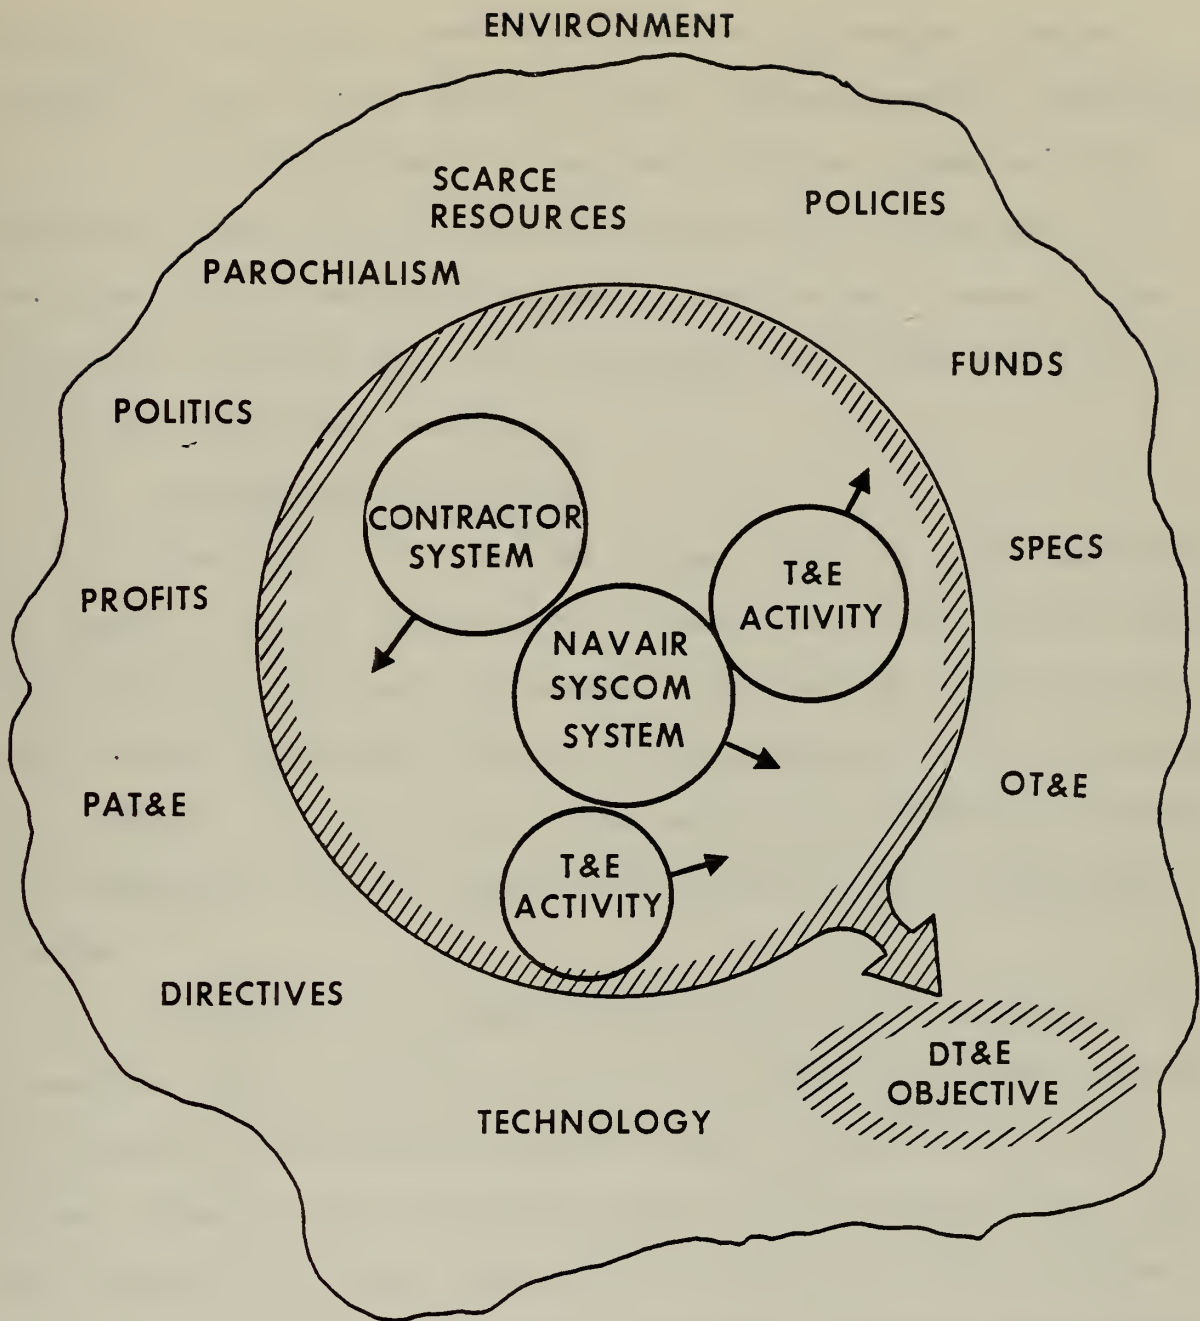 ENVIRONMENT
SCARCE
RESOURCES
POLICIES
PAROCHIALISM
FUNDS
POLITICS
CONTRACTOR
SYSTEM
SPECS
T&E
ACTIVITY
PROFITS
NAVAIR
SYSCOM
SYSTEM
OT&E
PAT&E
T&E
ACTIVITY
DIRECTIVES
DT&E
OBJECTIVE
TECHNOLOGY